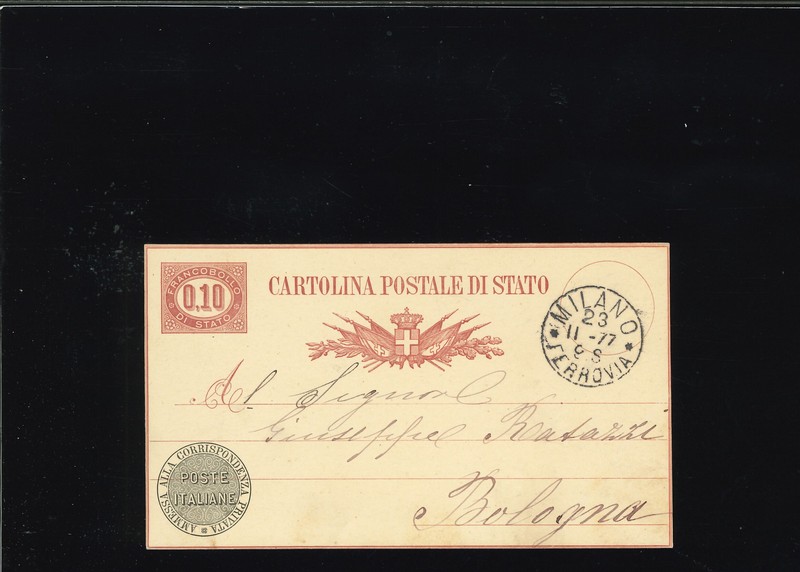 FRANCOBOLLO
0,10
DI STATO
CARTOLINA POSTALE DI STATO
MILANO
23
11 -77
9 S
FERROVIA
Al Signor
Giuseppe Ratazzi
Bologna
AMMESSA ALLA CORRISPONDENZA PRIVATA
POSTE
ITALIANE